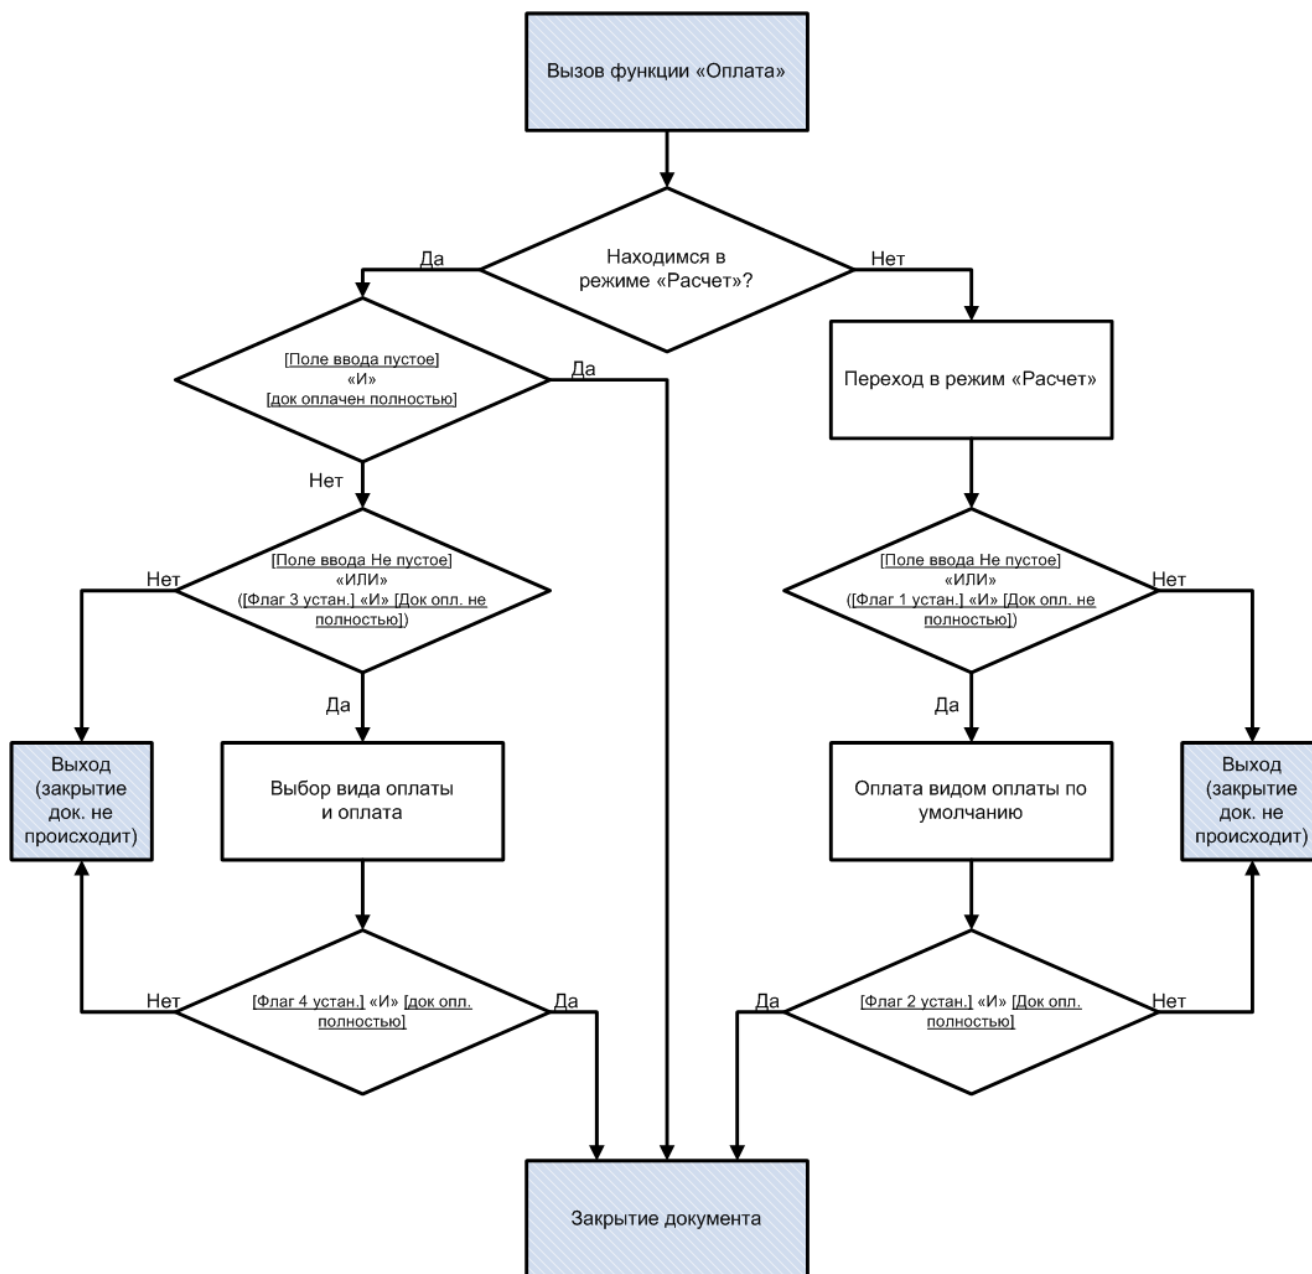 Вызов функции «Оплата»
Да
Находимся в
режиме «Расчет»?
Нет
[Поле ввода пустое]
«И»
[док оплачен полностью]
Да
Переход в режим «Расчет»
Нет
Нет
[Поле ввода Не пустое]
«ИЛИ»
([Флаг 3 устан.] «И» [Док опл. не
полностью])
[Поле ввода Не пустое]
«ИЛИ»
([Флаг 1 устан.] «И» [Док опл. не
полностью])
Нет
Да
Да
Выход
(закрытие
док. не
происходит)
Выбор вида оплаты
и оплата
Оплата видом оплаты по
умолчанию
Выход
(закрытие
док. не
происходит)
Нет
[Флаг 4 устан.] «И» [док опл.
полностью]
Да
Да
[Флаг 2 устан.] «И» [Док опл.
полностью]
Нет
Закрытие документа